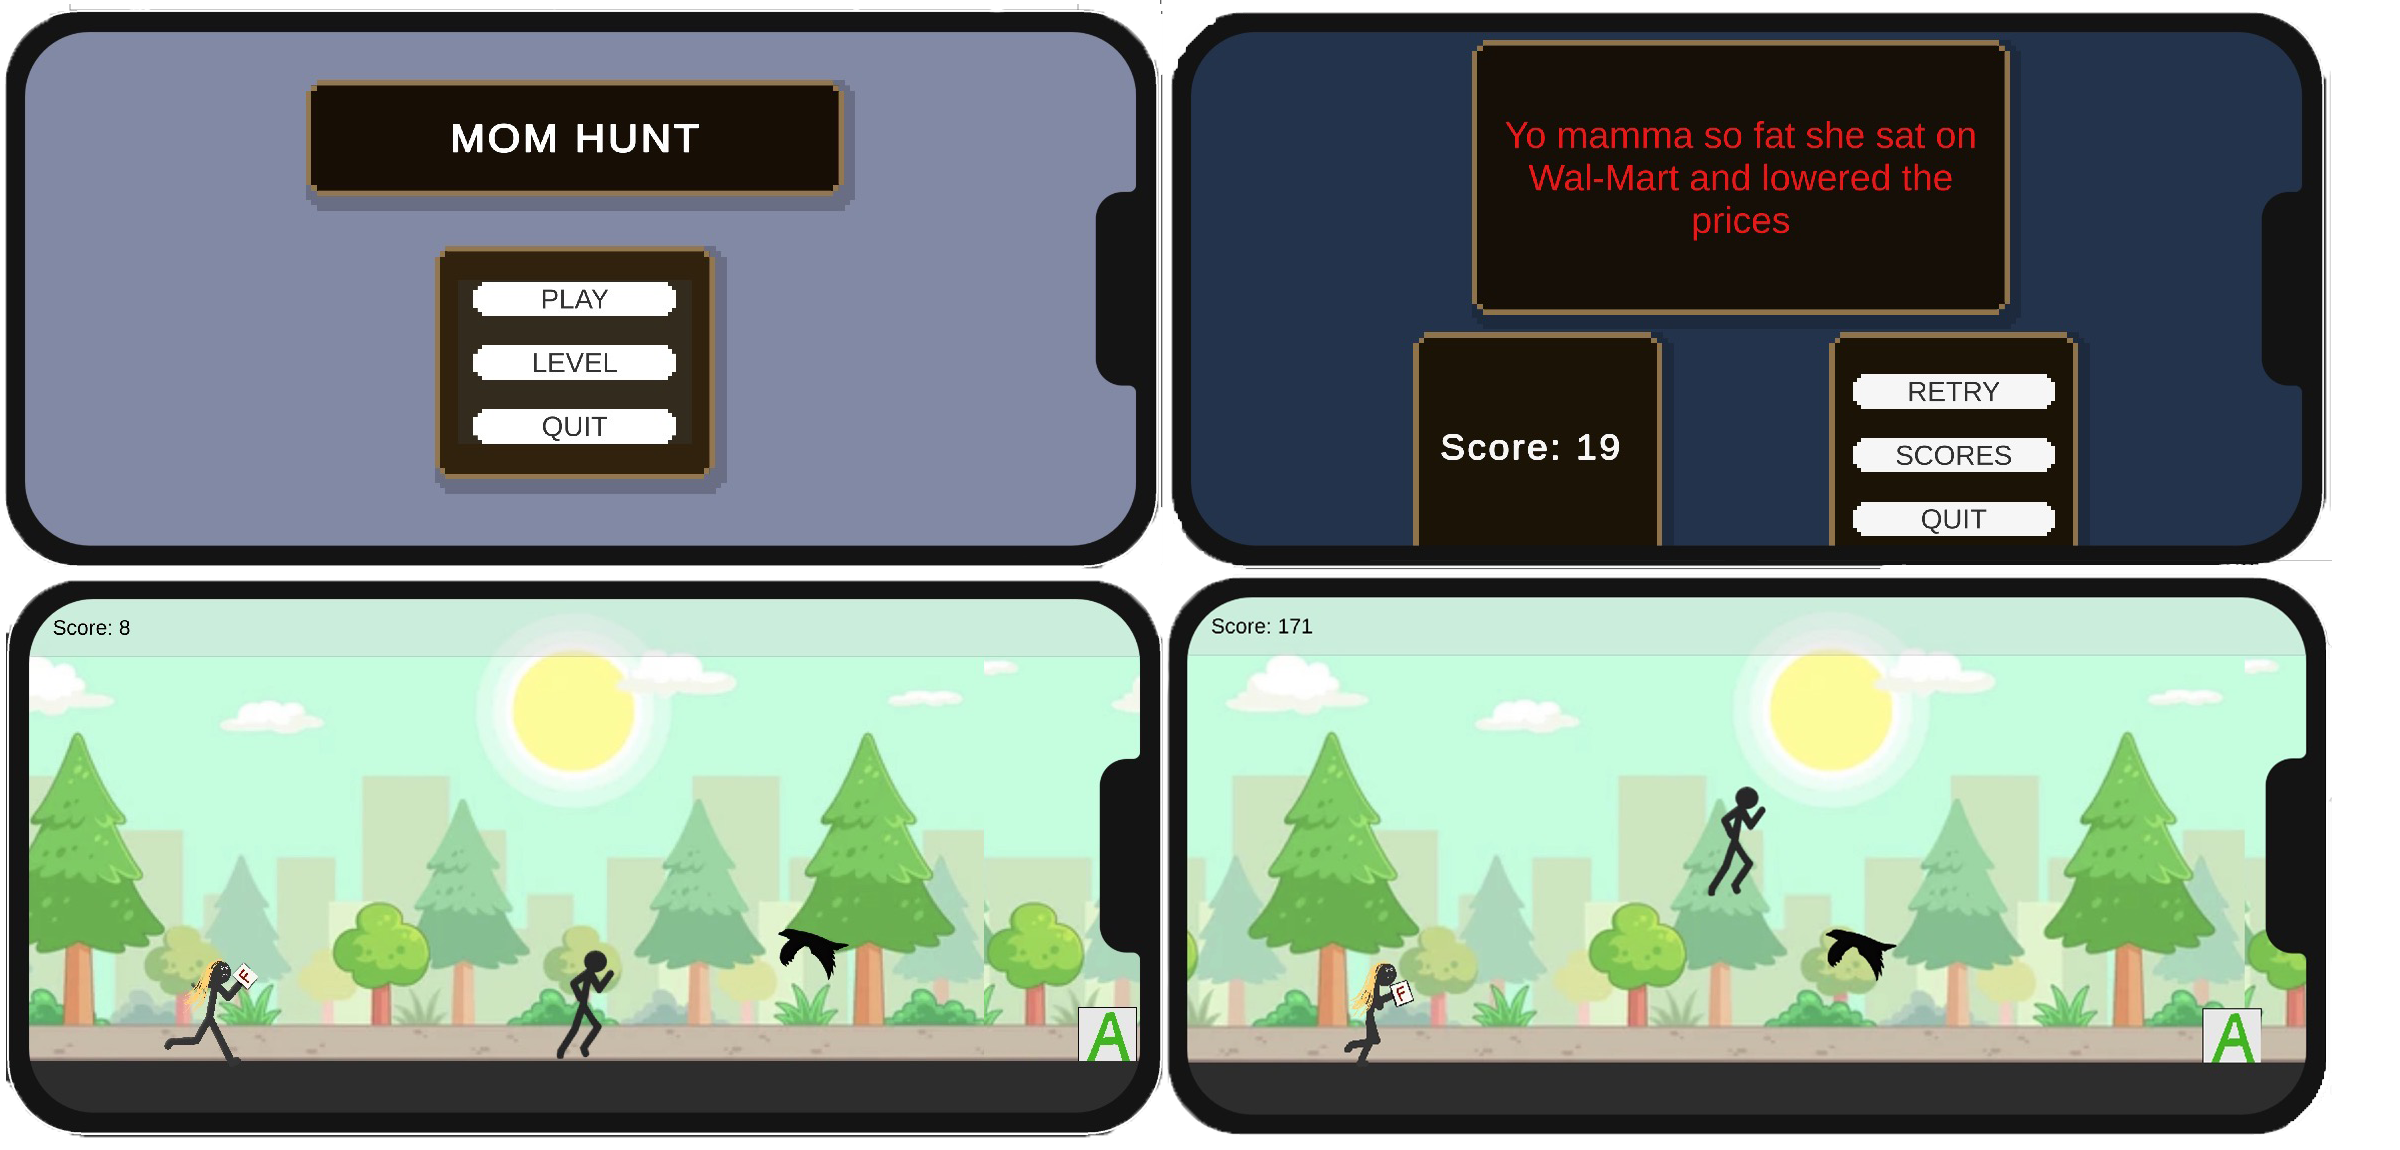 MOM HUNT
PLAY
LEVEL
QUIT
Yo mamma so fat she sat on
Wal-Mart and lowered the
prices
Score: 19
RETRY
SCORES
QUIT
Score: 8
F
A
Score: 171
F
A